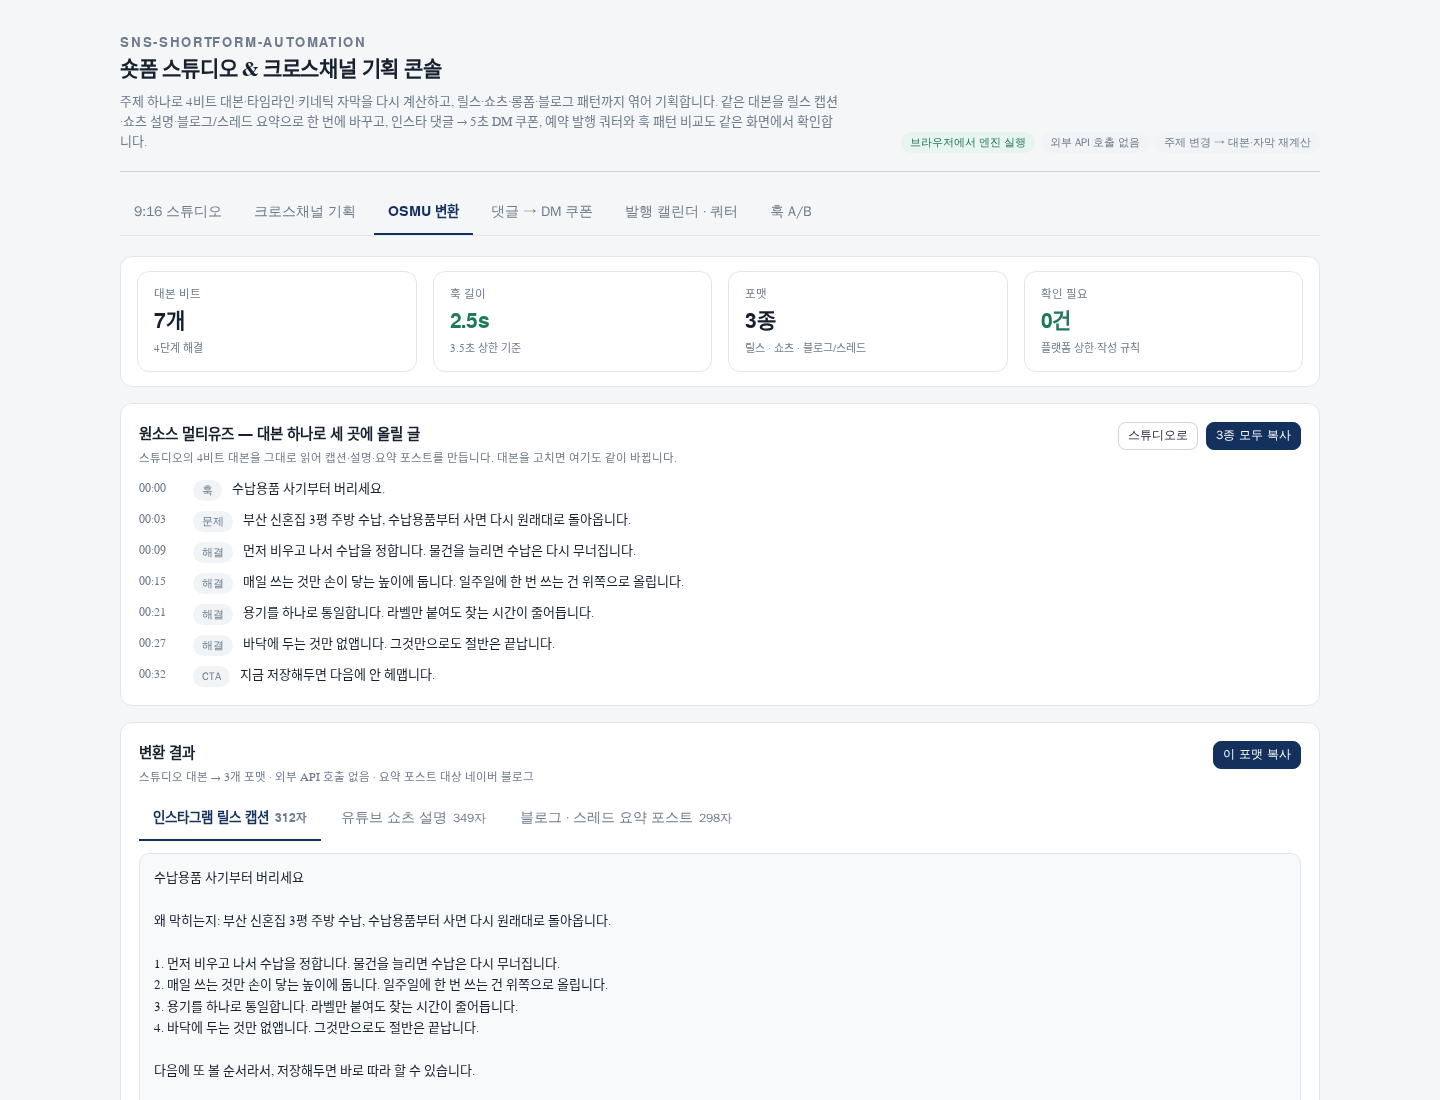 SNS-SHORTFORM-AUTOMATION
숏폼 스튜디오 & 크로스채널 기획 콘솔
주제 하나로 4비트 대본·타임라인·키네틱 자막을 다시 계산하고, 릴스·쇼츠·롱폼·블로그 패턴까지 엮어 기획합니다. 같은 대본을 릴스 캡션
·쇼츠 설명·블로그/스레드 요약으로 한 번에 바꾸고, 인스타 댓글 → 5초 DM 쿠폰, 예약 발행 쿼터와 훅 패턴 비교도 같은 화면에서 확인합
니다.
브라우저에서 엔진 실행
외부 API 호출 없음
주제 변경 → 대본·자막 재계산
9:16 스튜디오
크로스채널 기획
OSMU 변환
댓글 → DM 쿠폰
발행 캘린더 · 쿼터
훅 A/B
대본 비트
7개
4단계 해결
훅 길이
2.5s
3.5초 상한 기준
포맷
3종
릴스 · 쇼츠 · 블로그/스레드
확인 필요
0건
플랫폼 상한·작성 규칙
원소스 멀티유즈 — 대본 하나로 세 곳에 올릴 글
스튜디오로
3종 모두 복사
스튜디오의 4비트 대본을 그대로 읽어 캡션·설명·요약 포스트를 만듭니다. 대본을 고치면 여기도 같이 바뀝니다.
00:00 훅 수납용품 사기부터 버리세요.
00:03 문제 부산 신혼집 3평 주방 수납, 수납용품부터 사면 다시 원래대로 돌아옵니다.
00:09 해결 먼저 비우고 나서 수납을 정합니다. 물건을 늘리면 수납은 다시 무너집니다.
00:15 해결 매일 쓰는 것만 손이 닿는 높이에 둡니다. 일주일에 한 번 쓰는 건 위쪽으로 올립니다.
00:21 해결 용기를 하나로 통일합니다. 라벨만 붙여도 찾는 시간이 줄어듭니다.
00:27 해결 바닥에 두는 것만 없앱니다. 그것만으로도 절반은 끝납니다.
00:32 CTA 지금 저장해두면 다음에 안 헤맵니다.
변환 결과
이 포맷 복사
스튜디오 대본 → 3개 포맷 · 외부 API 호출 없음 · 요약 포스트 대상 네이버 블로그
인스타그램 릴스 캡션 312자
유튜브 쇼츠 설명 349자
블로그 · 스레드 요약 포스트 298자
수납용품 사기부터 버리세요
왜 막히는지: 부산 신혼집 3평 주방 수납, 수납용품부터 사면 다시 원래대로 돌아옵니다.
1. 먼저 비우고 나서 수납을 정합니다. 물건을 늘리면 수납은 다시 무너집니다.
2. 매일 쓰는 것만 손이 닿는 높이에 둡니다. 일주일에 한 번 쓰는 건 위쪽으로 올립니다.
3. 용기를 하나로 통일합니다. 라벨만 붙여도 찾는 시간이 줄어듭니다.
4. 바닥에 두는 것만 없앱니다. 그것만으로도 절반은 끝납니다.
다음에 또 볼 순서라서, 저장해두면 바로 따라 할 수 있습니다.